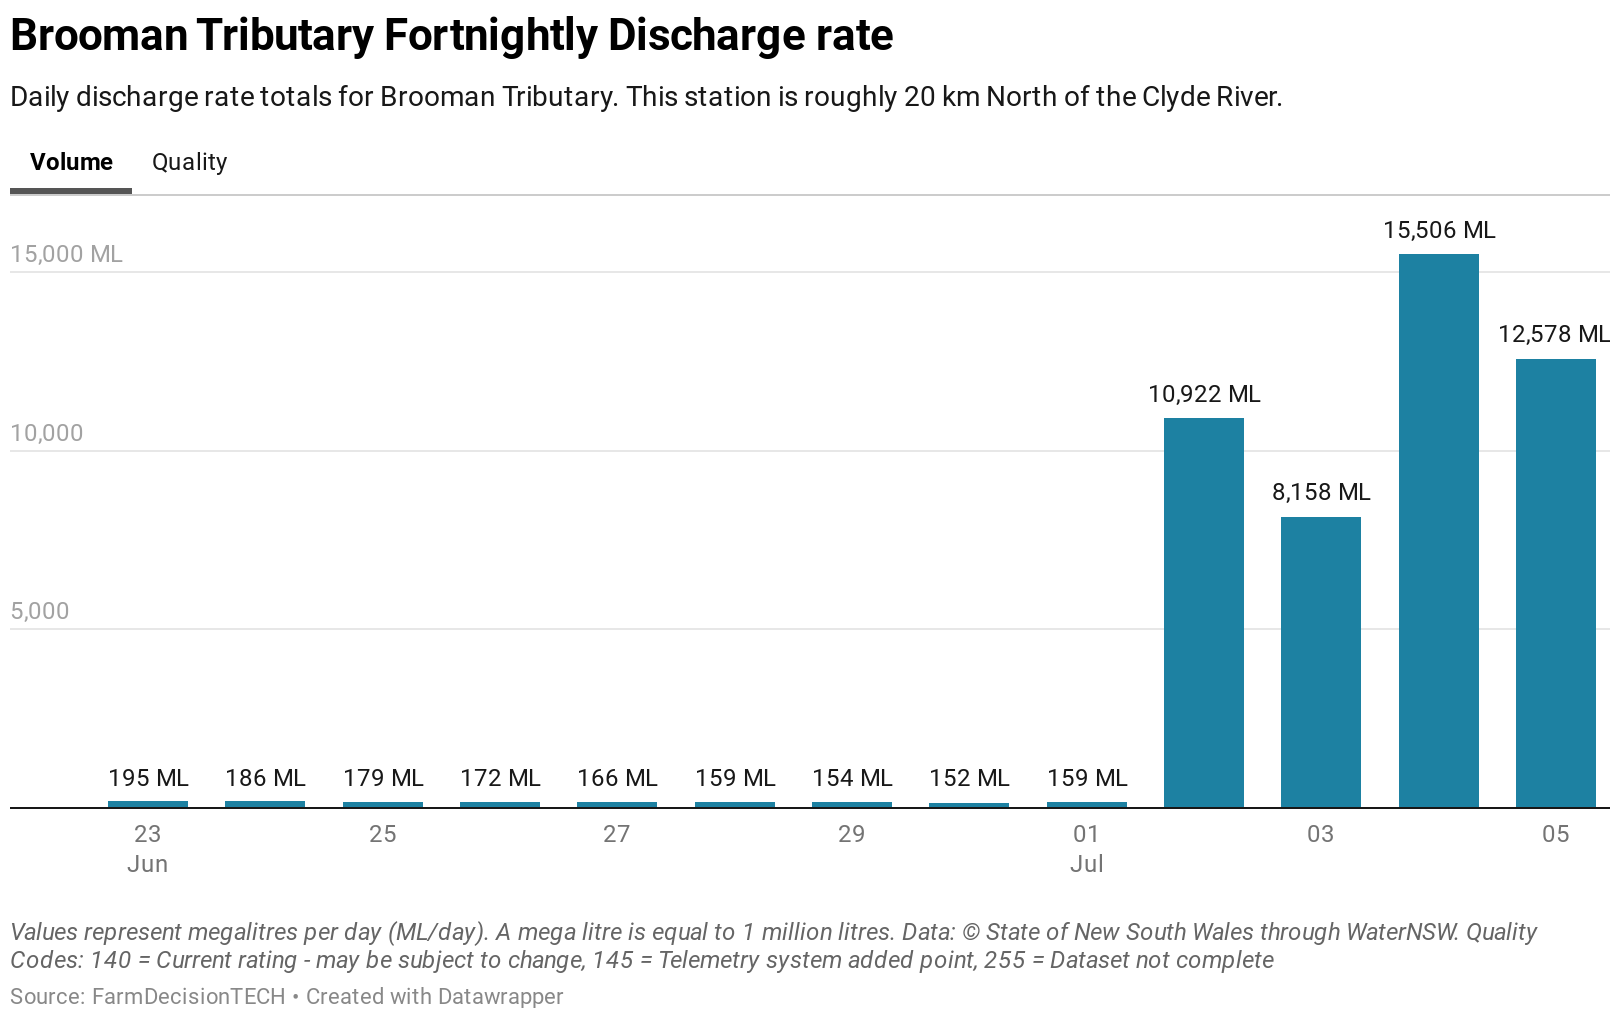 Brooman Tributary Fortnightly Discharge rate
Daily discharge rate totals for Brooman Tributary. This station is roughly 20 km North of the Clyde River.
Volume Quality
15,506 ML
15,000 ML
12,578 ML
10,922 ML
10,000
8,158 ML
5,000
195 ML 186 ML 179 ML 172 ML 166 ML 159 ML 154 ML 152 ML 159 ML
23 25 27 29 01 03 05
Jun Jul
Values represent megalitres per day (ML/day). A mega litre is equal to 1 million litres. Data: © State of New South Wales through WaterNSW. Quality
Codes: 140 = Current rating - may be subject to change, 145 = Telemetry system added point, 255 = Dataset not complete
Source: FarmDecisionTECH • Created with Datawrapper